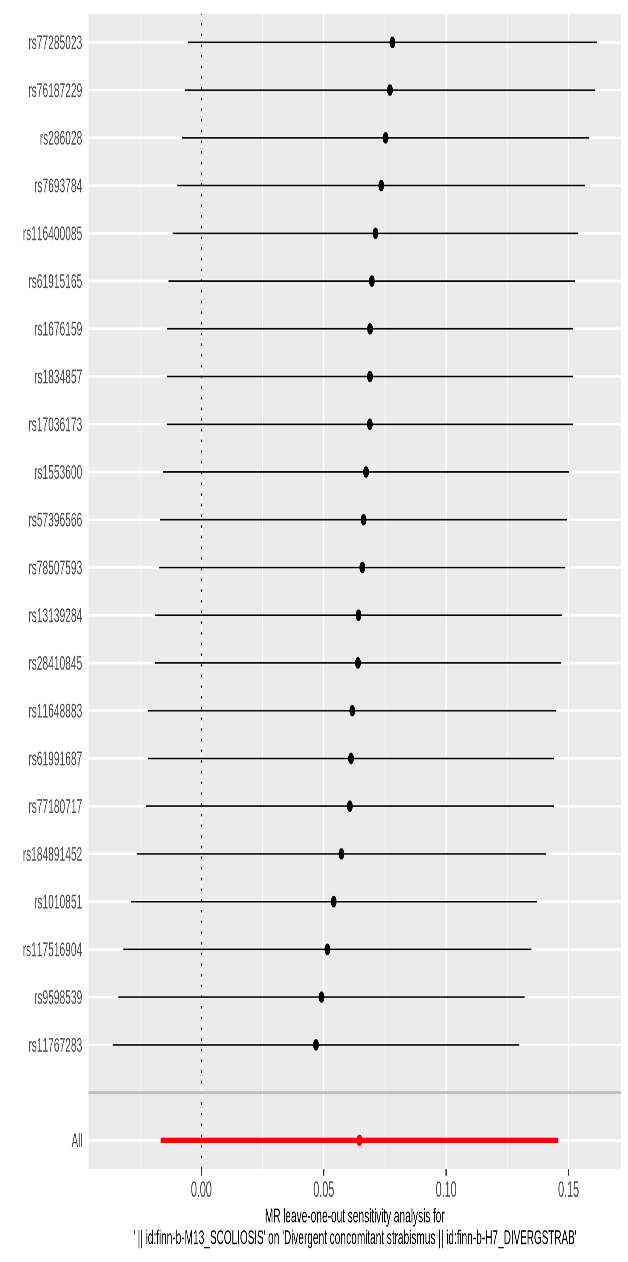 rs77285023
rs76187229
rs286028
rs7693784
rs116400085
rs61915165
rs1676159
rs1834857
rs17036173
rs1553600
rs57396566
rs78507593
rs13139284
rs28410845
rs11648883
rs61991687
rs77180717
rs184891452
rs1010851
rs117516904
rs9598539
rs11767283
All
0.00 0.05 0.10 0.15
MR leave-one-out sensitivity analysis for
' || id:finn-b-M13_SCOLIOSIS' on 'Divergent concomitant strabismus || id:finn-b-H7_DIVERGSTRAB'